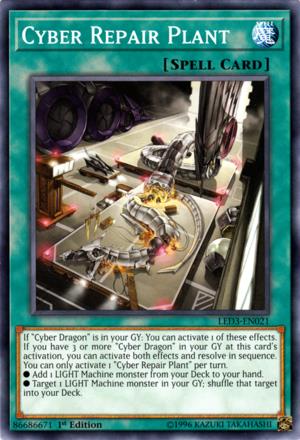 CYBER REPAIR PLANT
[SPELL CARD]
LED3-EN021
If "Cyber Dragon" is in your GY: You can activate 1 of these effects.
If you have 3 or more "Cyber Dragon" in your GY at this card's
activation, you can activate both effects and resolve in sequence.
You can only activate 1 "Cyber Repair Plant" per turn.
● Add 1 LIGHT Machine monster from your Deck to your hand.
● Target 1 LIGHT Machine monster in your GY; shuffle that target
into your Deck.
86686671 1st Edition ©1996 KAZUKI TAKAHASHI